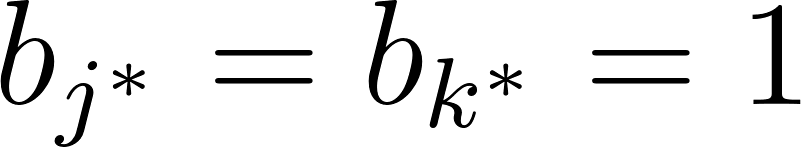 b_{j^*} = b_{k^*} = 1